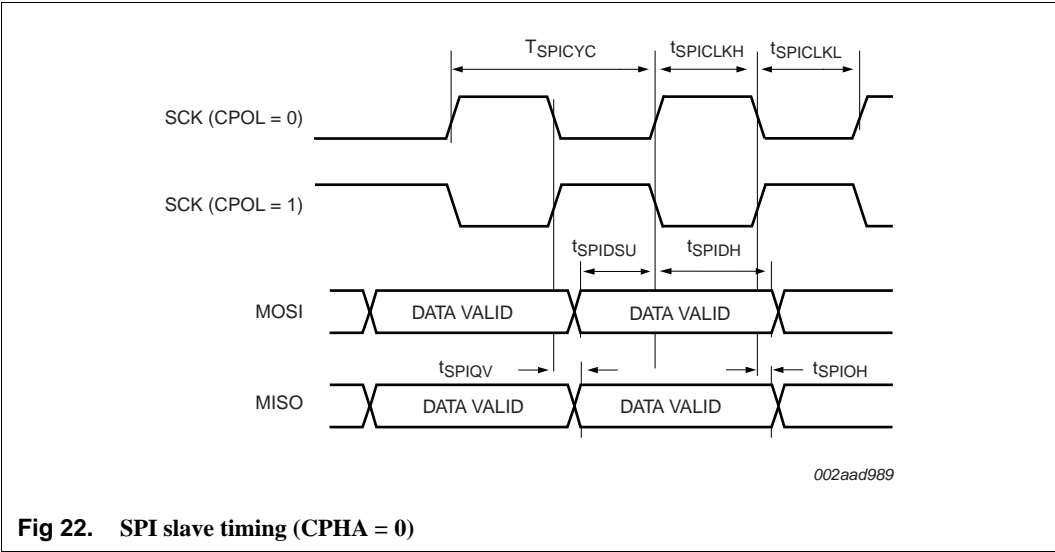 TSPICYC tSPICLKH tSPICLKL
SCK (CPOL = 0)
SCK (CPOL = 1)
tSPIDSU tSPIDH
MOSI DATA VALID DATA VALID
tSPIQV tSPIOH
MISO DATA VALID DATA VALID
002aad989
Fig 22. SPI slave timing (CPHA = 0)